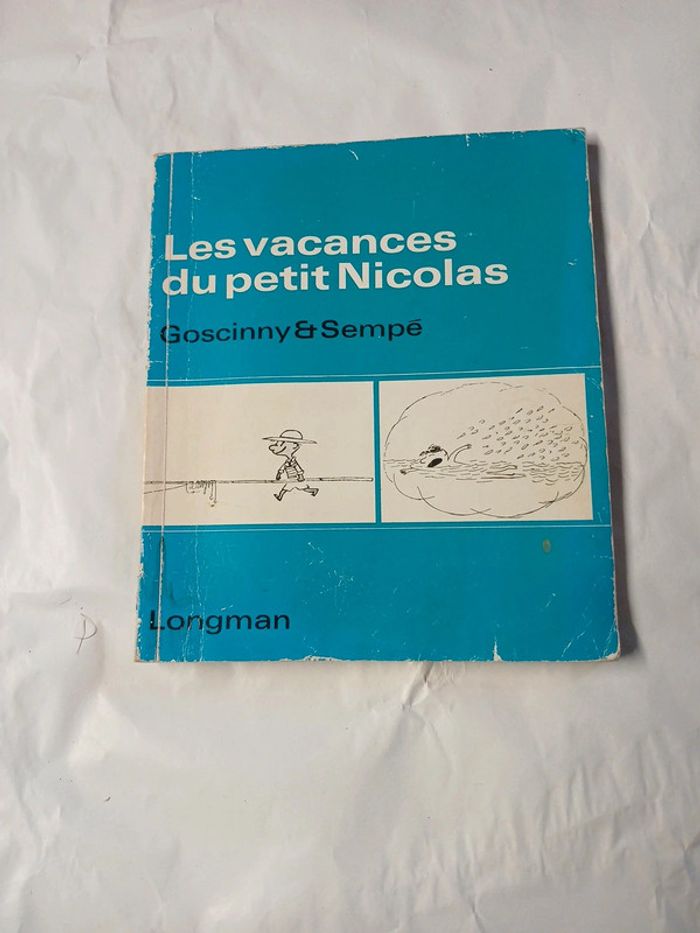 Les vacances
du petit Nicolas
Goscinny & Sempé
Longman